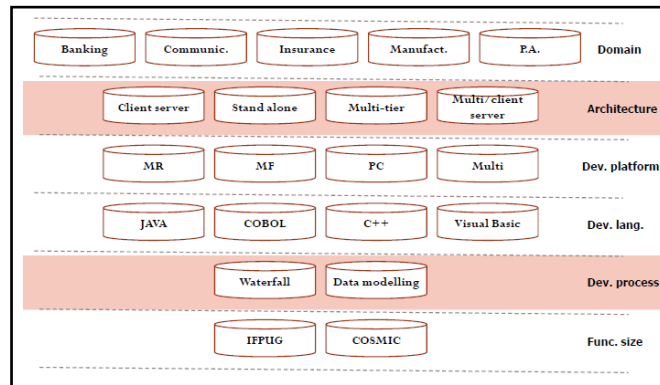 Banking Communic. Insurance Manufact. P.A. Domain
Client server Stand alone Multi-tier Multi/client server Architecture
MR MF PC Multi Dev. platform
JAVA COBOL C++ Visual Basic Dev. lang.
Waterfall Data modelling Dev. process
IFPUG COSMIC Func. size